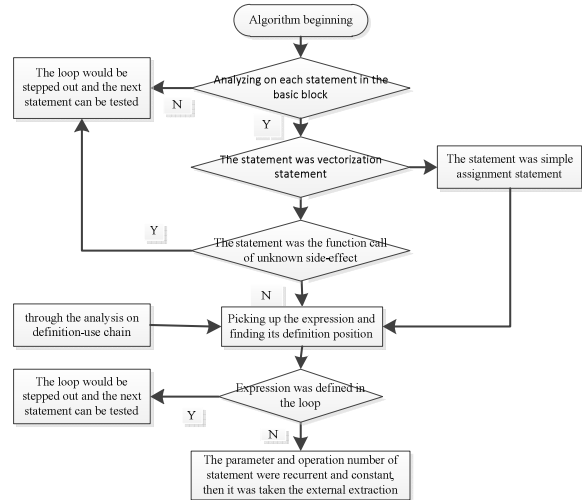 Algorithm beginning
Analyzing on each statement in the
basic block
The loop would be
stepped out and the next
statement can be tested
N
Y
The statement was vectorization
statement
The statement was simple
assignment statement
Y
The statement was the function call
of unknown side-effect
N
through the analysis on
definition-use chain
Picking up the expression and
finding its definition position
The loop would be
stepped out and the next
statement can be tested
Expression was defined in
the loop
Y
N
The parameter and operation number of
statement were recurrent and constant,
then it was taken the external extraction